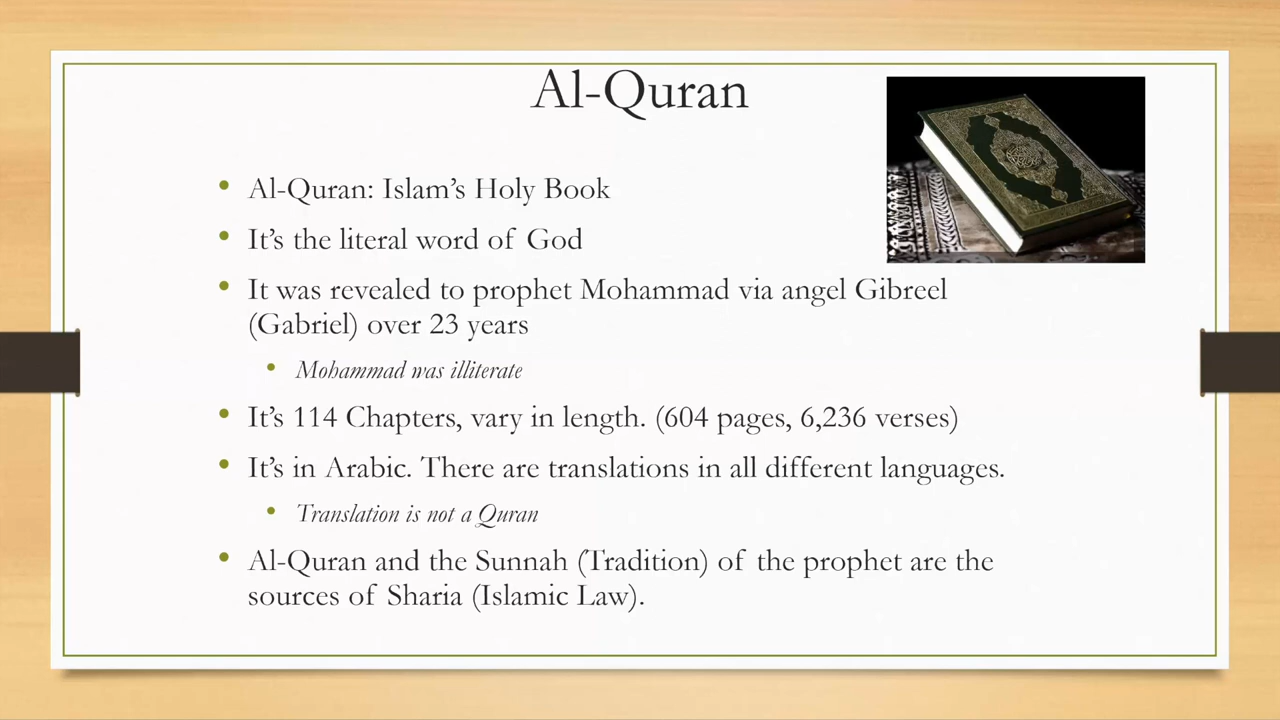 Al-Quran
• Al-Quran: Islam’s Holy Book
• It’s the literal word of God
• It was revealed to prophet Mohammad via angel Gibreel
(Gabriel) over 23 years
• Mohammad was illiterate
• It’s 114 Chapters, vary in length. (604 pages, 6,236 verses)
• It’s in Arabic. There are translations in all different languages.
• Translation is not a Quran
• Al-Quran and the Sunnah (Tradition) of the prophet are the
sources of Sharia (Islamic Law).